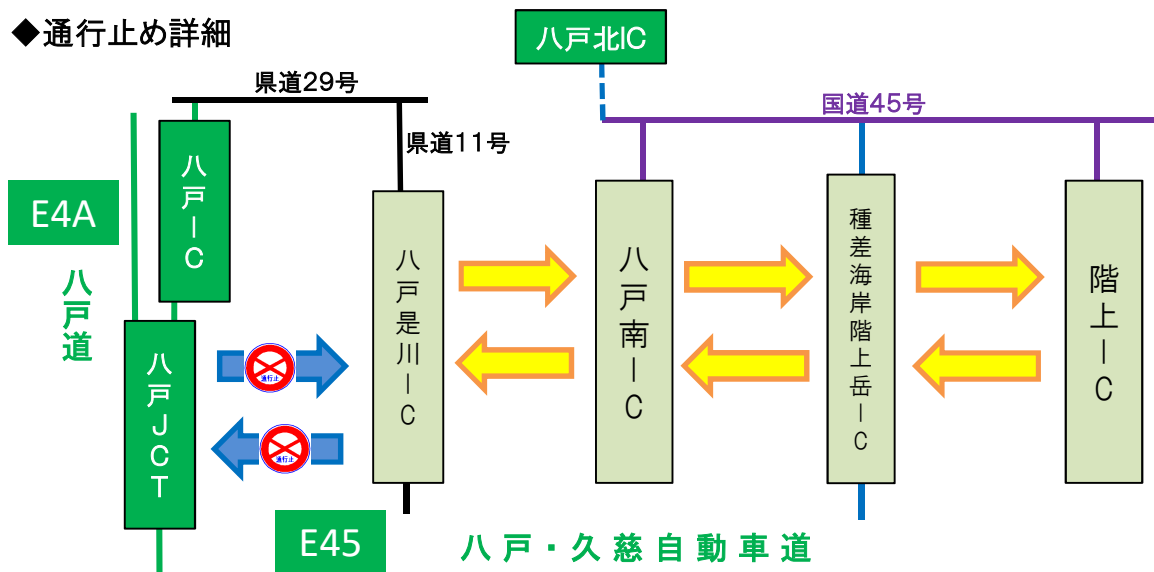 ◆通行止め詳細
八戸北IC
県道29号
国道45号
県道11号
E4A
八戸道
八戸IC
八戸JCT
通行止
通行止
八戸是川IC
八戸南IC
種差海岸階上岳IC
階上IC
E45
八戸・久慈自動車道